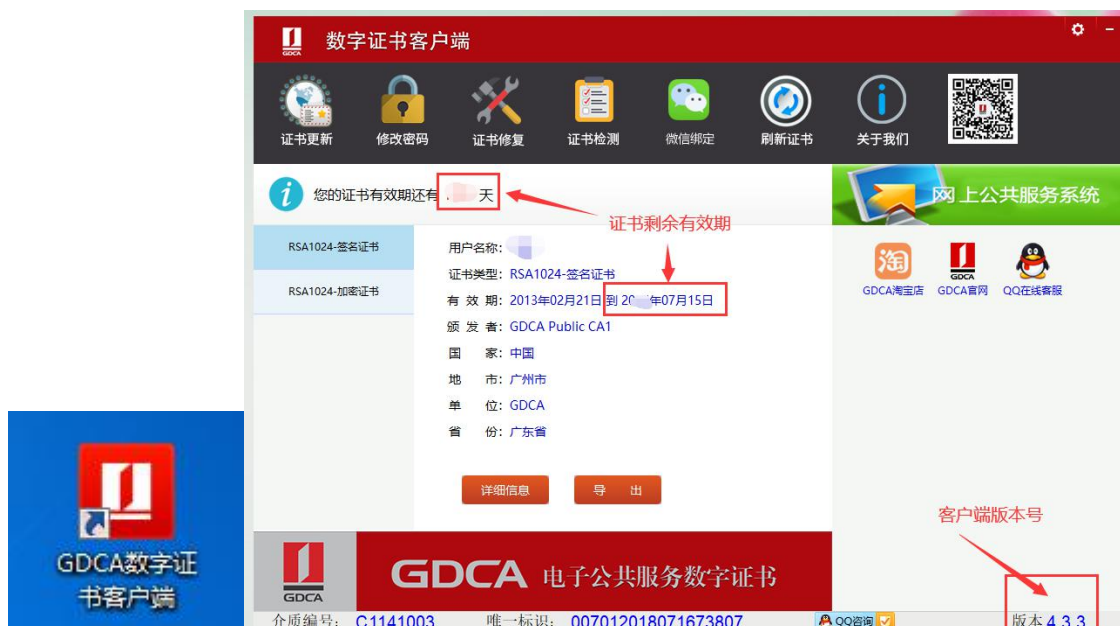 GDCA
数字证书客户端
证书更新
修改密码
证书修复
证书检测
微信绑定
刷新证书
关于我们
您的证书有效期还有 天
证书剩余有效期
网上公共服务系统
RSA1024-签名证书
RSA1024-加密证书
用户名称:
证书类型: RSA1024-签名证书
有 效 期: 2013年02月21日 到 20 年07月15日
颁 发 者: GDCA Public CA1
国 家: 中国
地 市: 广州市
单 位: GDCA
省 份: 广东省
详细信息
导 出
淘
GDCA
GDCA淘宝店
GDCA官网
QQ在线客服
客户端版本号
GDCA数字证
书客户端
GDCA
GDCA 电子公共服务数字证书
介质编号: C1141003
唯一标识: 007012018071673807
QQ咨询
版本 4.3.3